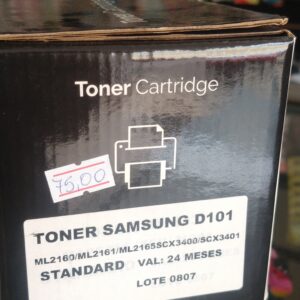 Toner Cartridge
75,00
TONER SAMSUNG D101
ML2160/ML2161/ML2165SCX3400/SCX3401
STANDARD VAL: 24 MESES
LOTE 0807